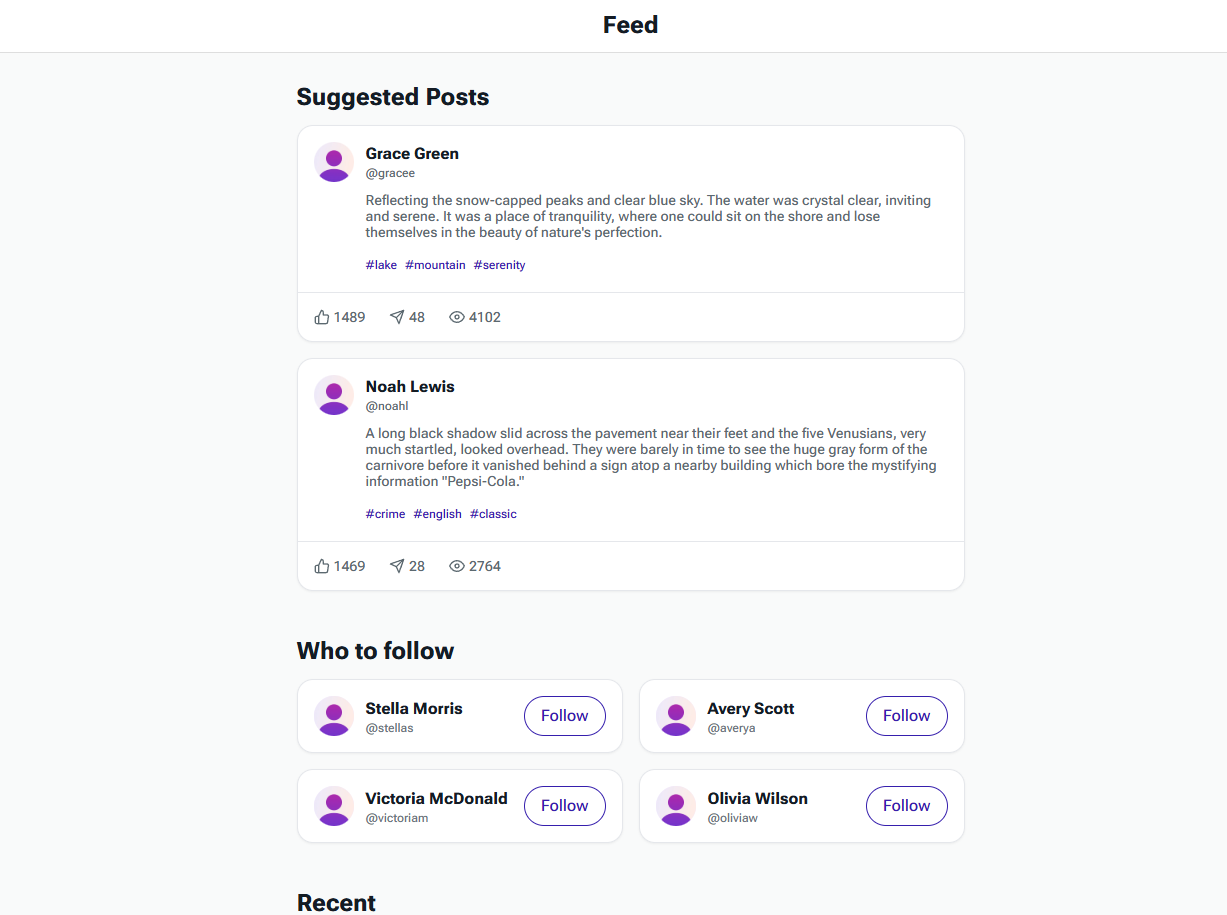 Feed
Suggested Posts
Grace Green
@gracee
Reflecting the snow-capped peaks and clear blue sky. The water was crystal clear, inviting
and serene. It was a place of tranquility, where one could sit on the shore and lose
themselves in the beauty of nature's perfection.
#lake #mountain #serenity
1489 48 4102
Noah Lewis
@noahl
A long black shadow slid across the pavement near their feet and the five Venusians, very
much startled, looked overhead. They were barely in time to see the huge gray form of the
carnivore before it vanished behind a sign atop a nearby building which bore the mystifying
information "Pepsi-Cola."
#crime #english #classic
1469 28 2764
Who to follow
Stella Morris
@stellas
Follow
Avery Scott
@averya
Follow
Victoria McDonald
@victoriam
Follow
Olivia Wilson
@oliviaw
Follow
Recent